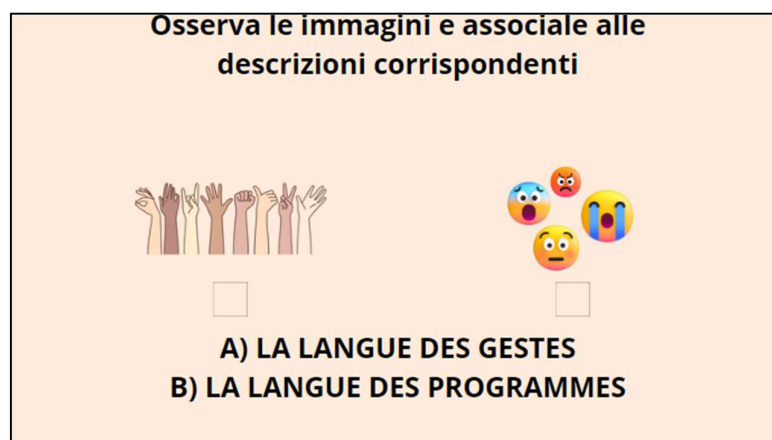 Osserva le immagini e associale alle
descrizioni corrispondenti
A) LA LANGUE DES GESTES
B) LA LANGUE DES PROGRAMMES